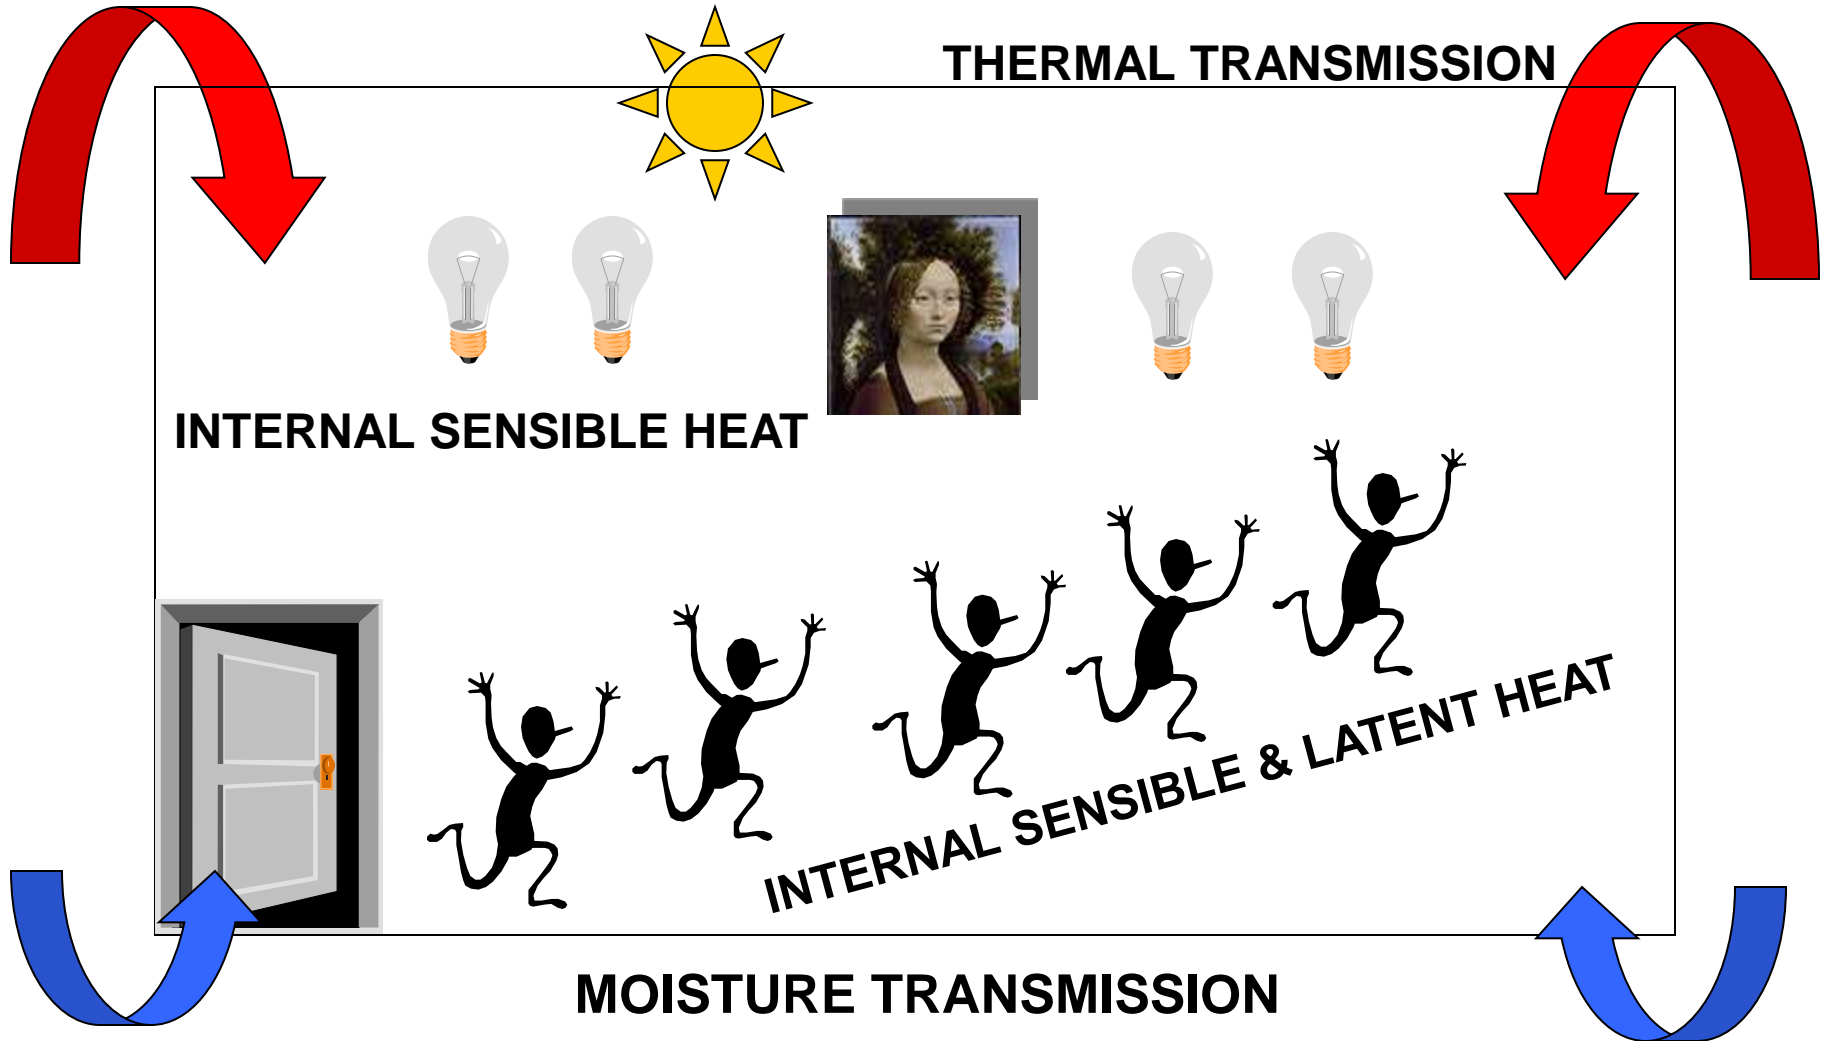 THERMAL TRANSMISSION
INTERNAL SENSIBLE HEAT
INTERNAL SENSIBLE & LATENT HEAT
MOISTURE TRANSMISSION